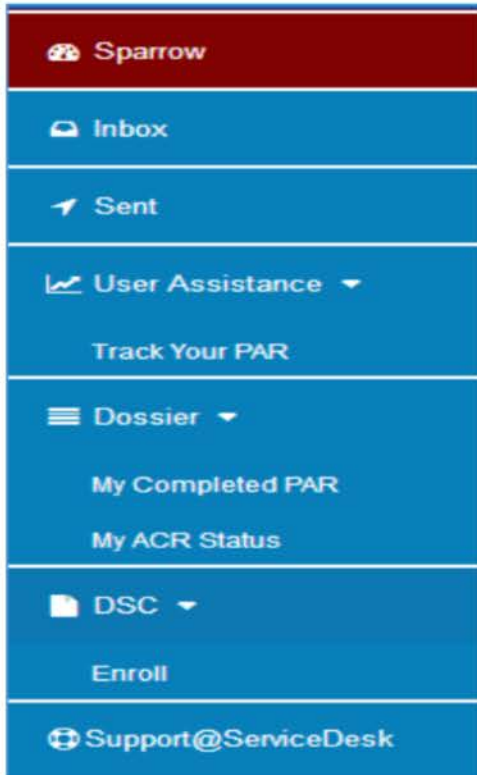 Sparrow
Inbox
Sent
User Assistance
Track Your PAR
Dossier
My Completed PAR
My ACR Status
DSC
Enroll
Support@ServiceDesk